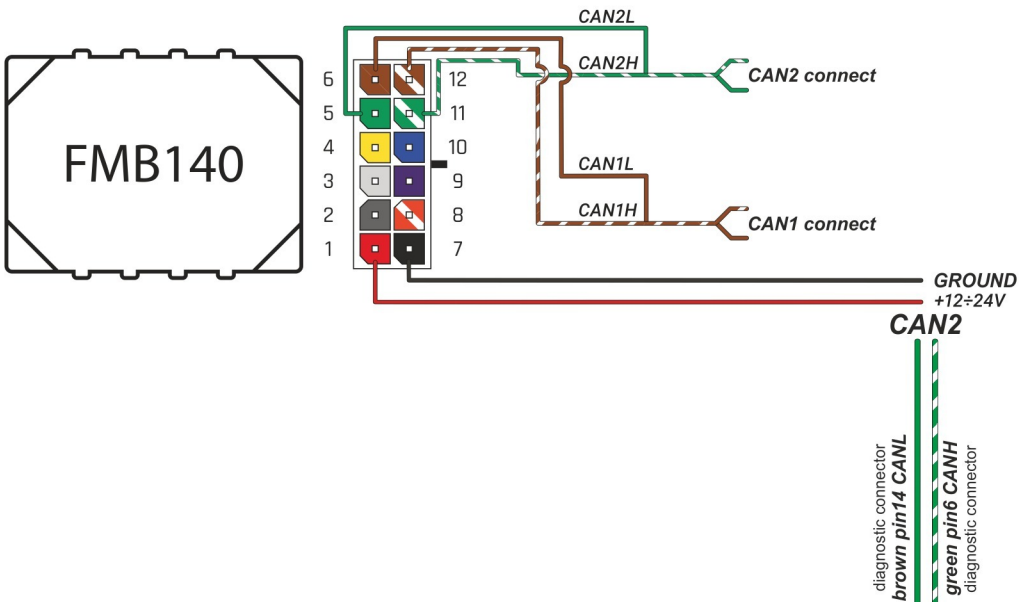 CAN2L
CAN2H
6
12
CAN2 connect
5
11
FMB140
4
10
3
9
CAN1L
2
8
CAN1H
CAN1 connect
1
7
GROUND
+12÷24V
CAN2
diagnostic connector
brown pin14 CANL
green pin6 CANH
diagnostic connector